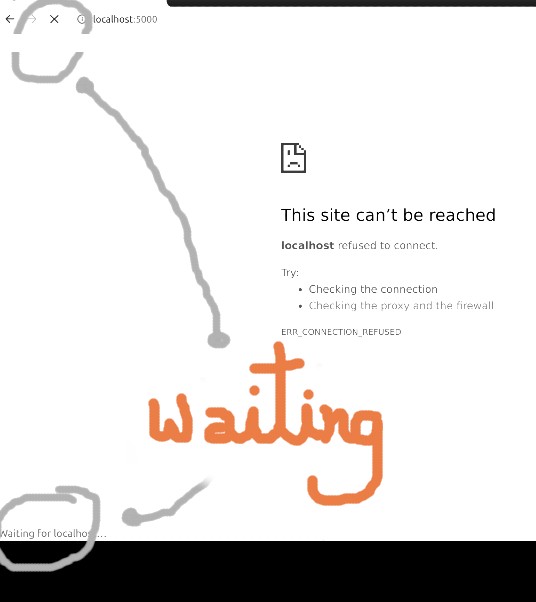 localhost:5000
This site can’t be reached
localhost refused to connect.
Try:
• Checking the connection
• Checking the proxy and the firewall
ERR_CONNECTION_REFUSED
waiting
Waiting for localhost…